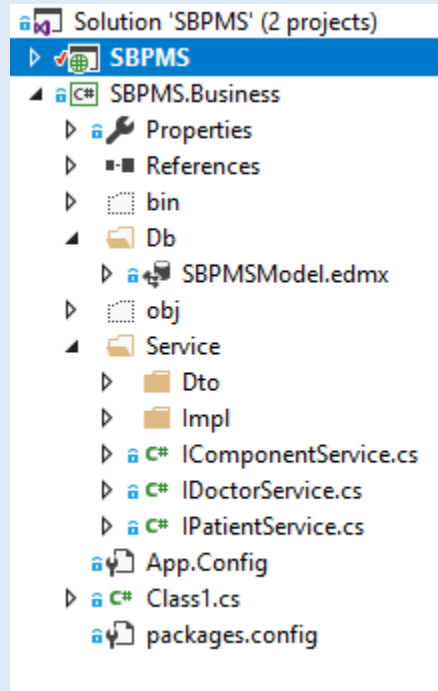 Solution 'SBPMS' (2 projects)
SBPMS
C# SBPMS.Business
Properties
References
bin
Db
SBPMSModel.edmx
obj
Service
Dto
Impl
C# IComponentService.cs
C# IDoctorService.cs
C# IPatientService.cs
App.Config
C# Class1.cs
packages.config